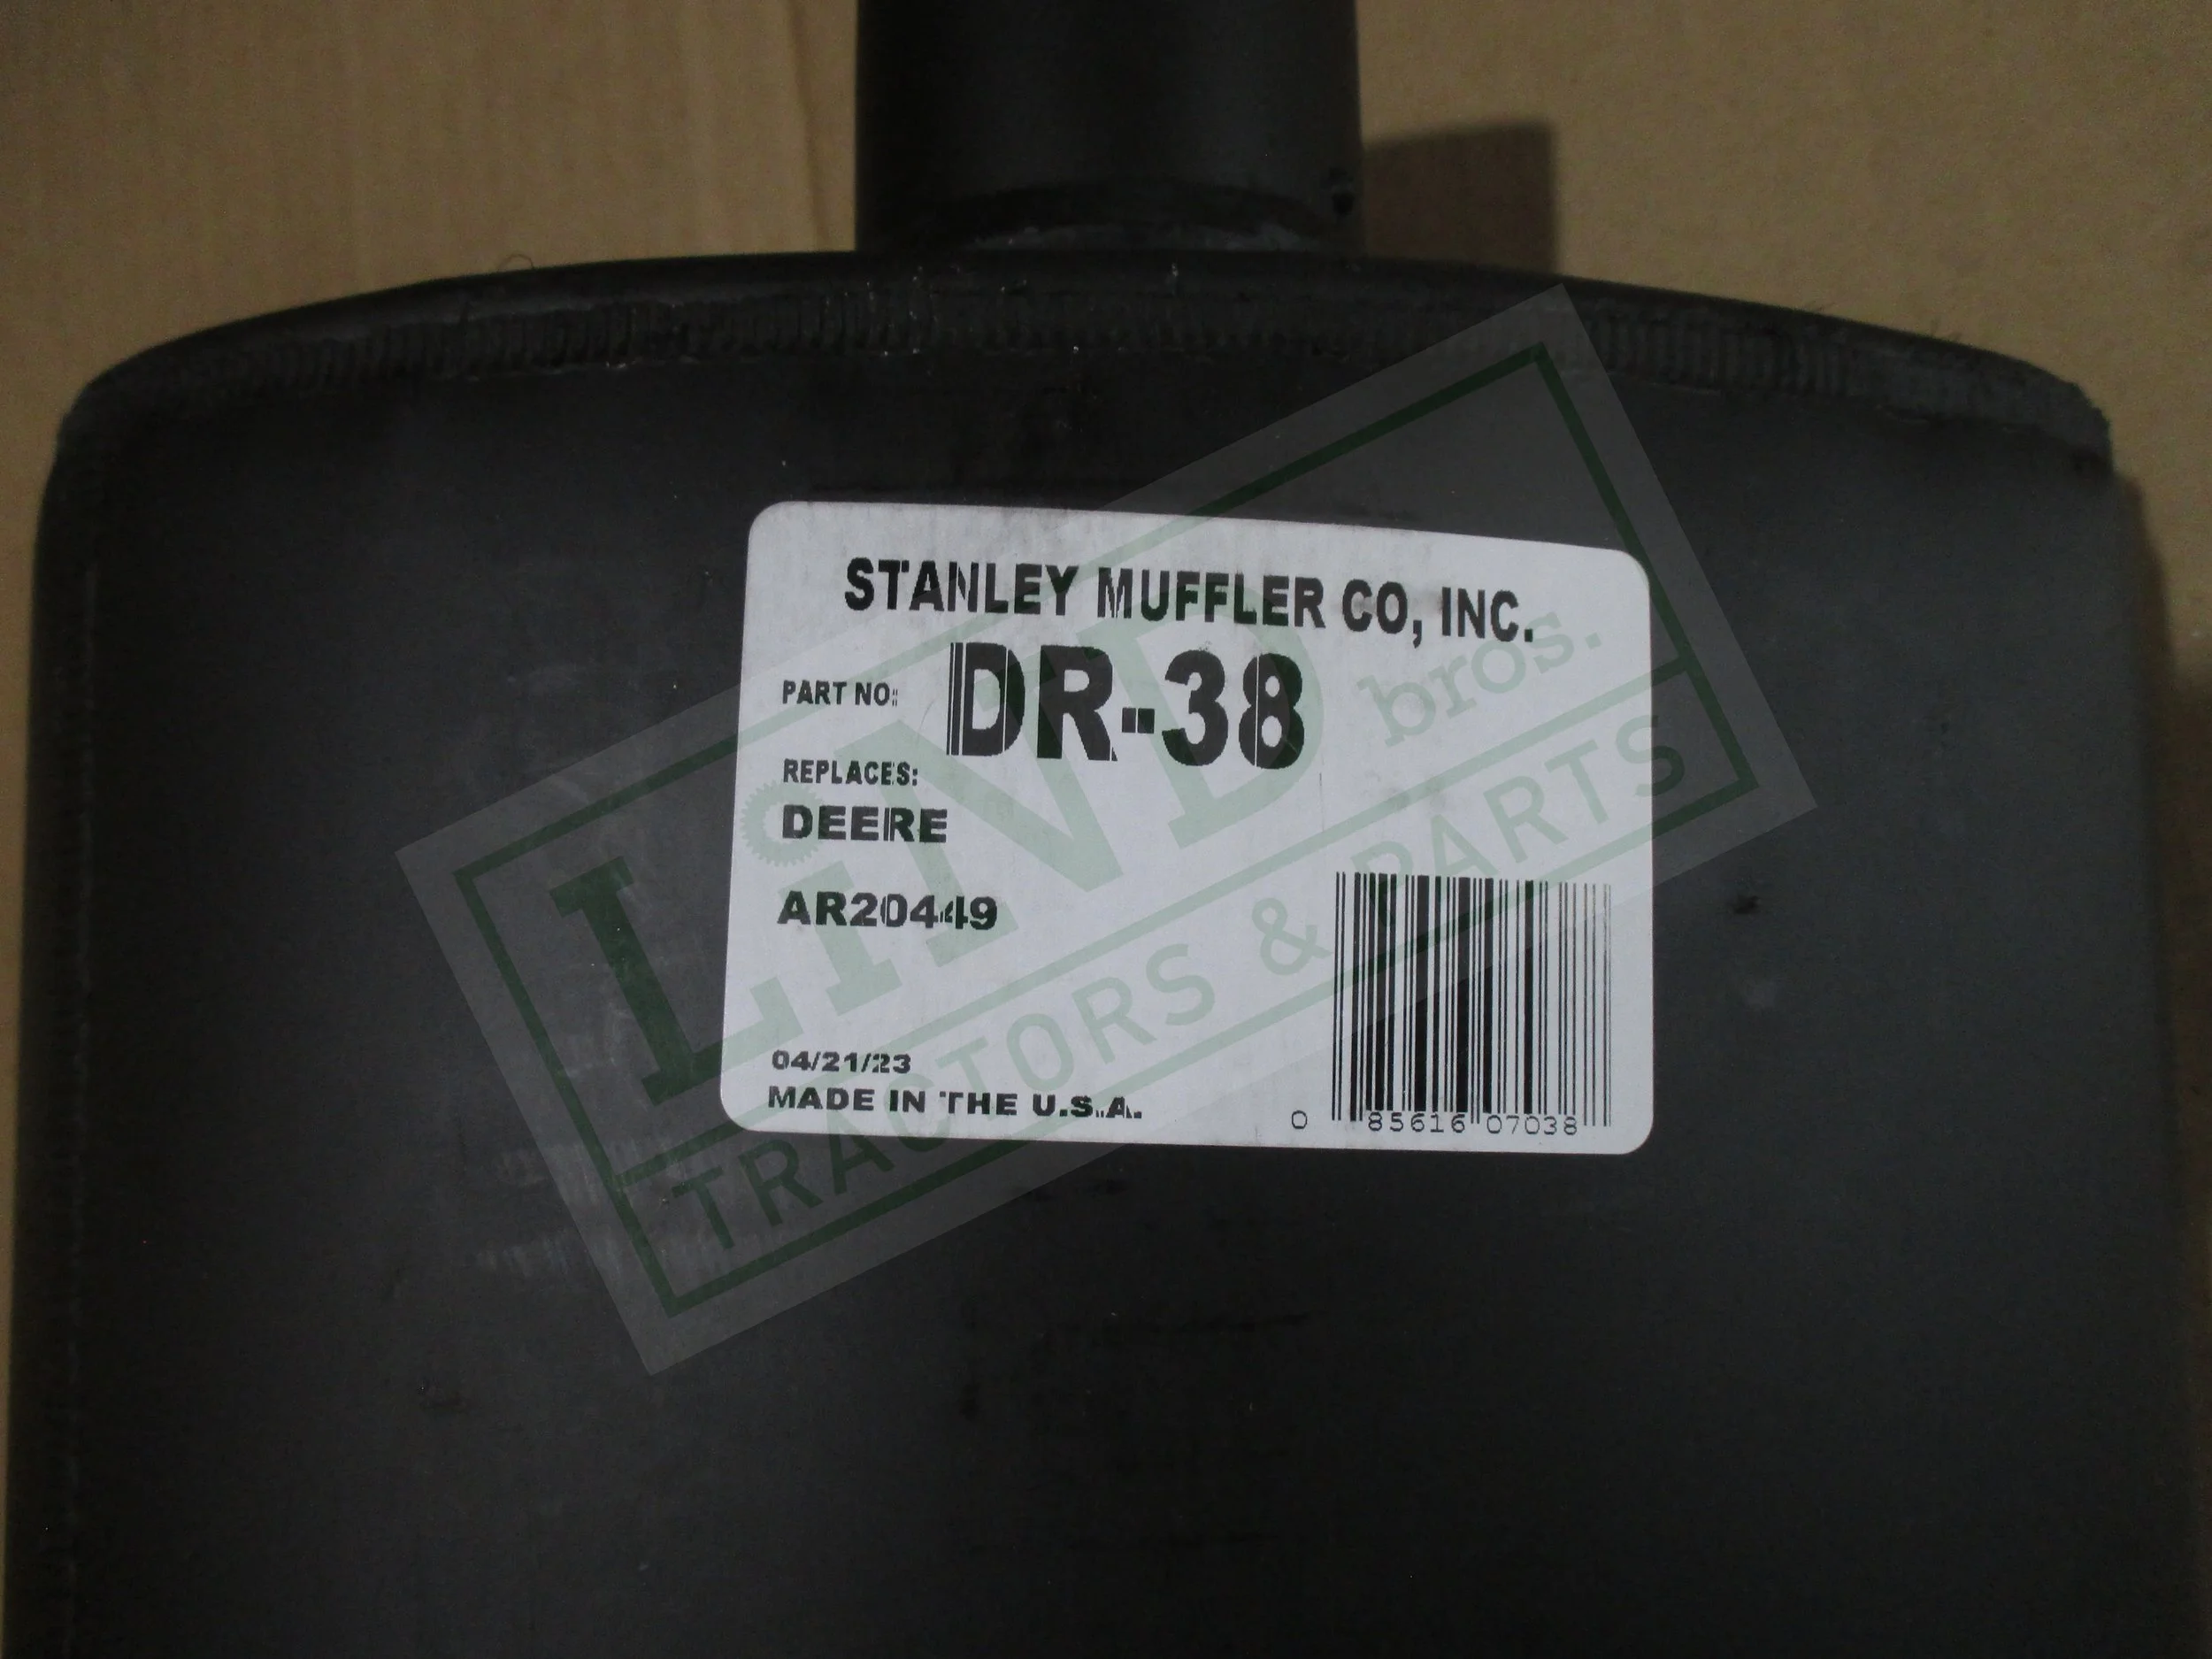 STANLEY MUFFLER CO, INC.
PART NO: DR-38
REPLACES:
DEERE
AR20449
04/21/23
MADE IN THE U.S.A.
0 85616 07038
LiND bros.
TRACTORS & PARTS